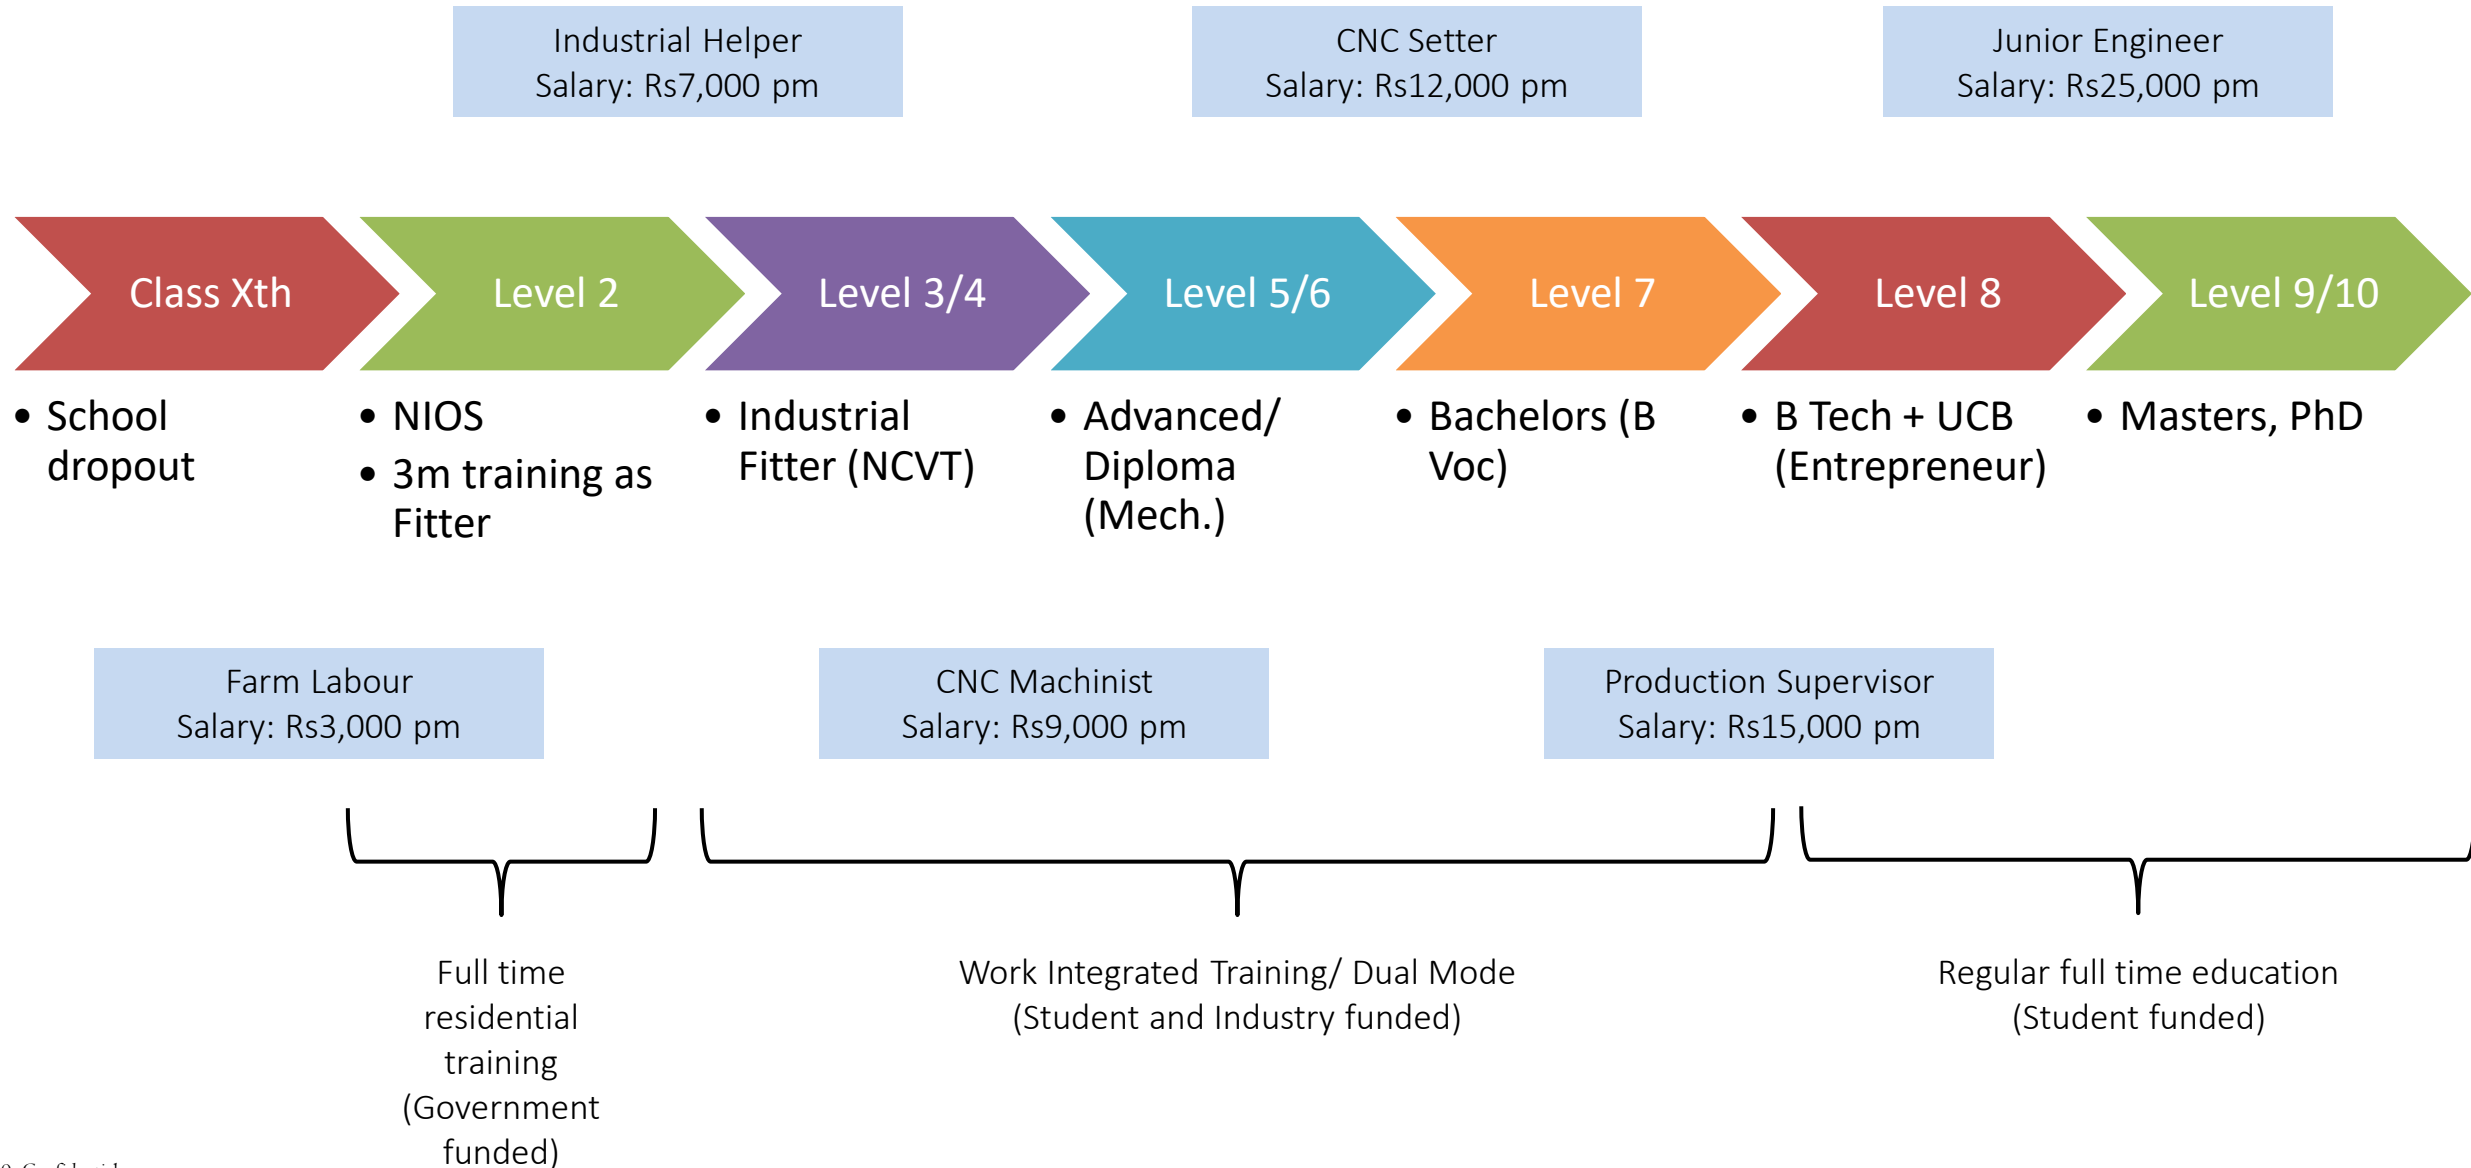 Industrial Helper
Salary: Rs7,000 pm
CNC Setter
Salary: Rs12,000 pm
Junior Engineer
Salary: Rs25,000 pm
Class Xth
Level 2
Level 3/4
Level 5/6
Level 7
Level 8
Level 9/10
• School
dropout
• NIOS
• 3m training as
Fitter
• Industrial
Fitter (NCVT)
• Advanced/
Diploma
(Mech.)
• Bachelors (B
Voc)
• B Tech + UCB
(Entrepreneur)
• Masters, PhD
Farm Labour
Salary: Rs3,000 pm
CNC Machinist
Salary: Rs9,000 pm
Production Supervisor
Salary: Rs15,000 pm
Full time
residential
training
(Government
funded)
Work Integrated Training/ Dual Mode
(Student and Industry funded)
Regular full time education
(Student funded)